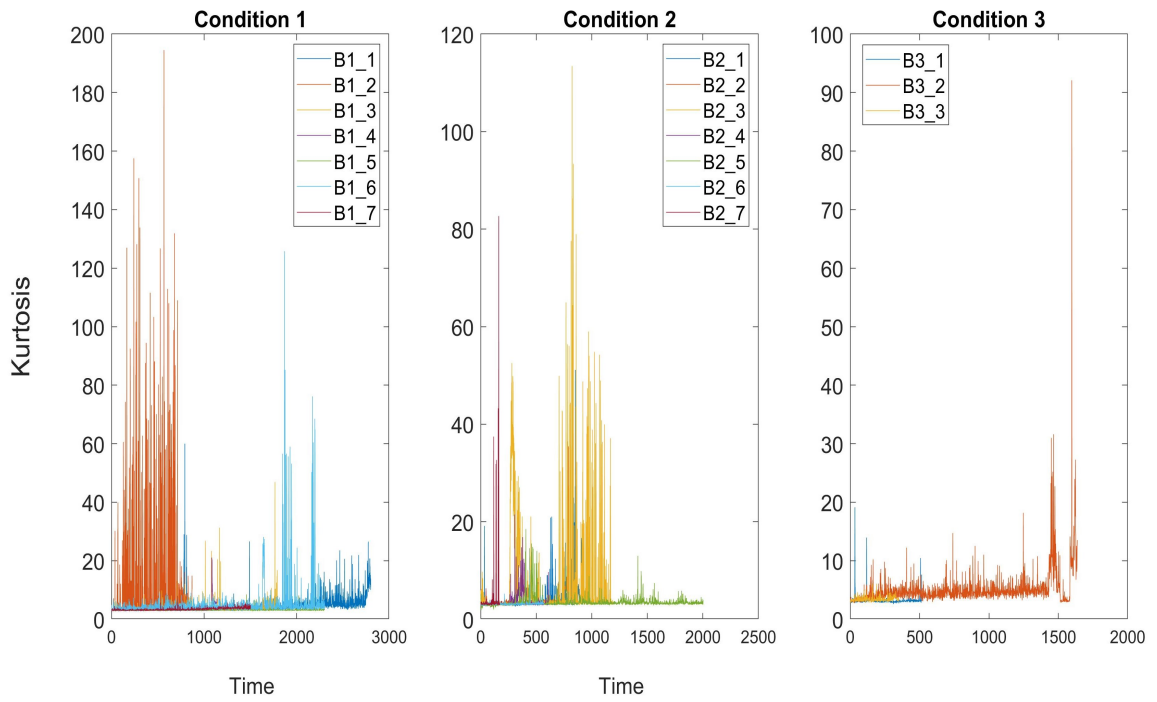 Condition 1
Condition 2
Condition 3
Kurtosis
200
180
160
140
120
100
80
60
40
20
0
B1_1
B1_2
B1_3
B1_4
B1_5
B1_6
B1_7
0 1000 2000 3000
Time
120
100
80
60
40
20
0
B2_1
B2_2
B2_3
B2_4
B2_5
B2_6
B2_7
0 500 1000 1500 2000 2500
Time
100
90
80
70
60
50
40
30
20
10
0
B3_1
B3_2
B3_3
0 500 1000 1500 2000